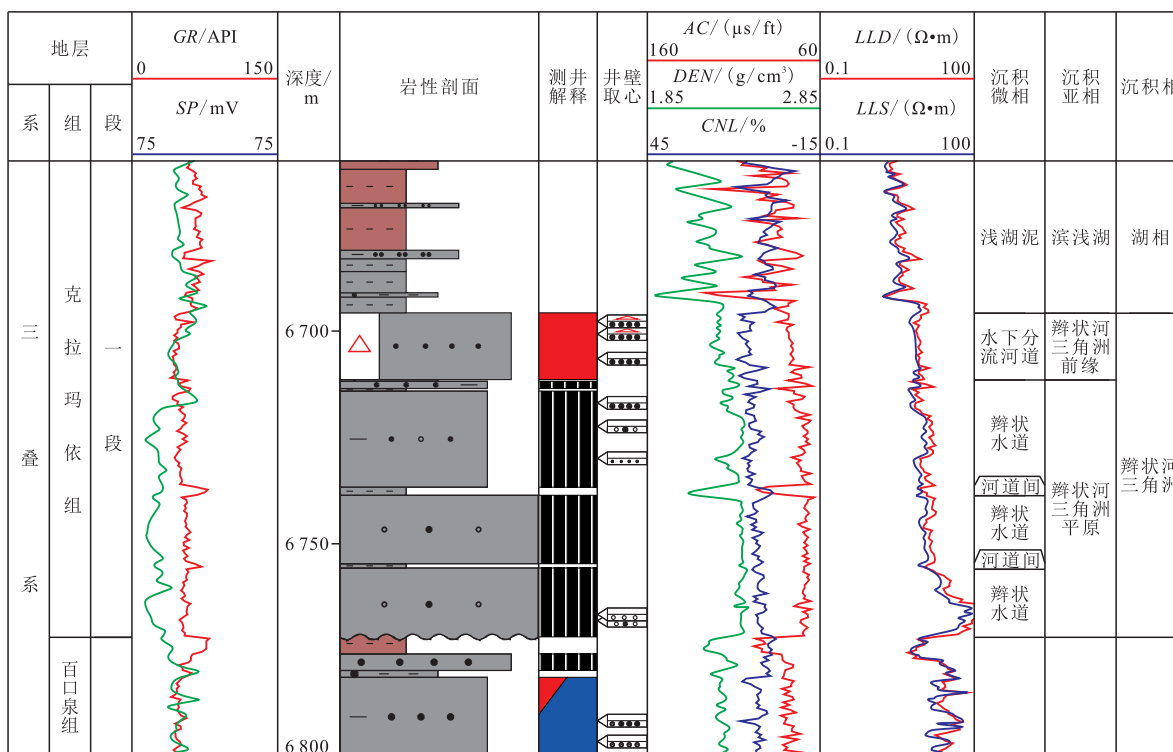 地层
系
组
段
GR/API
0 150
SP/mV
75 75
深度/
m
岩性剖面
测井
解释
井壁
取心
AC/(μs/ft)
160 60
DEN/(g/cm³)
1.85 2.85
CNL/%
45 -15
LLD/(Ω•m)
0.1 100
LLS/(Ω•m)
0.1 100
沉积
微相
沉积
亚相
沉积相
三叠系
克拉玛依组
一段
百口泉组
6 700
6 750
6 800
浅湖泥
滨浅湖
湖相
水下分
流河道
辫状河
三角洲
前缘
辫状
水道
河道间
辫状
水道
河道间
辫状
水道
辫状河
三角洲
平原
辫状河
三角洲